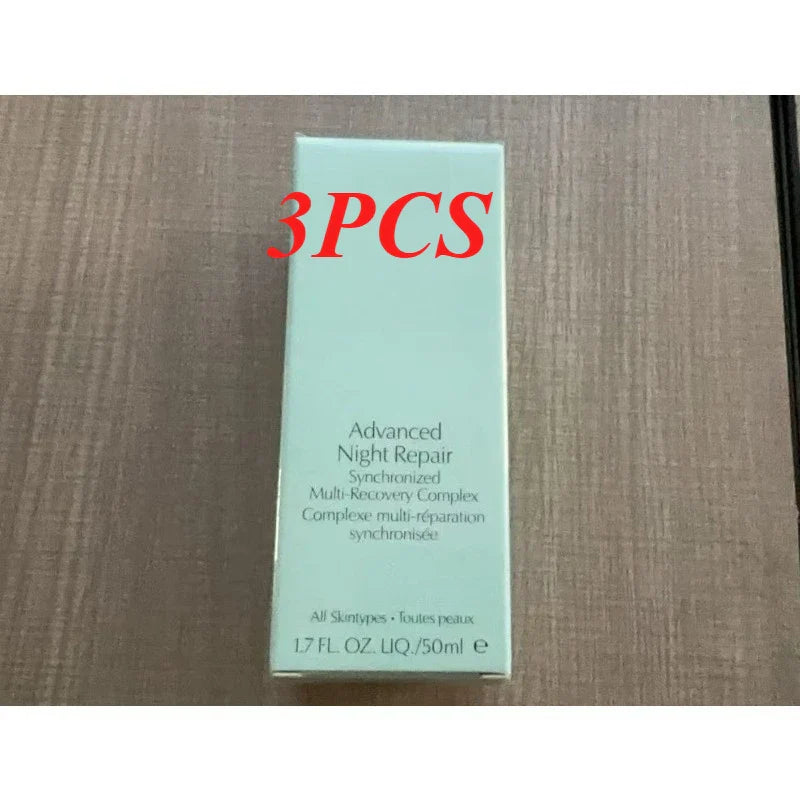 3PCS
Advanced
Night Repair
Synchronized
Multi-Recovery Complex
Complexe multi-réparation
synchronisée
All Skintypes • Toutes peaux
1.7 FL. OZ. LIQ./50ml e